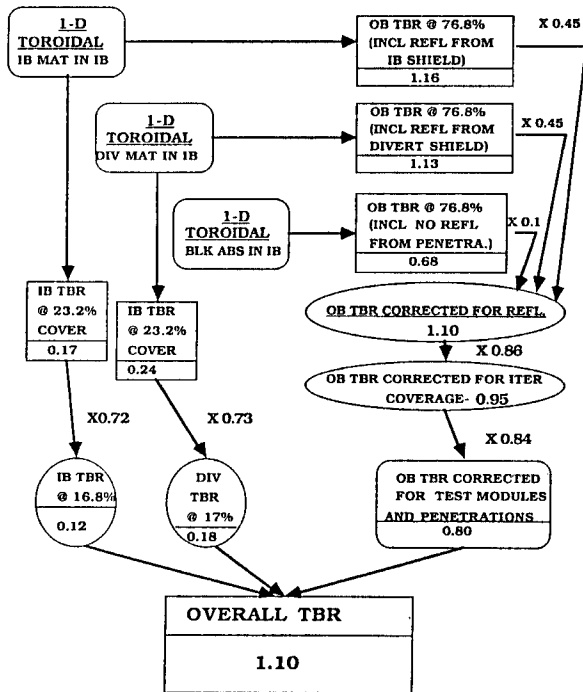 1-D
TOROIDAL
IB MAT IN IB
OB TBR @ 76.8%
(INCL REFL FROM
IB SHIELD)
1.16
X 0.45
1-D
TOROIDAL
DIV MAT IN IB
OB TBR @ 76.8%
(INCL REFL FROM
DIVERT SHIELD)
1.13
X 0.45
1-D
TOROIDAL
BLK ABS IN IB
OB TBR @ 76.8%
(INCL NO REFL
FROM PENETRA.)
0.68
X 0.1
IB TBR
@ 23.2%
COVER
0.17
IB TBR
@ 23.2%
COVER
0.24
OB TBR CORRECTED FOR REFL.
1.10
X 0.86
OB TBR CORRECTED FOR ITER
COVERAGE- 0.95
X0.72
X 0.73
X 0.84
IB TBR
@ 16.8%
0.12
DIV
TBR
@ 17%
0.18
OB TBR CORRECTED
FOR TEST MODULES
AND PENETRATIONS
0.80
OVERALL TBR
1.10